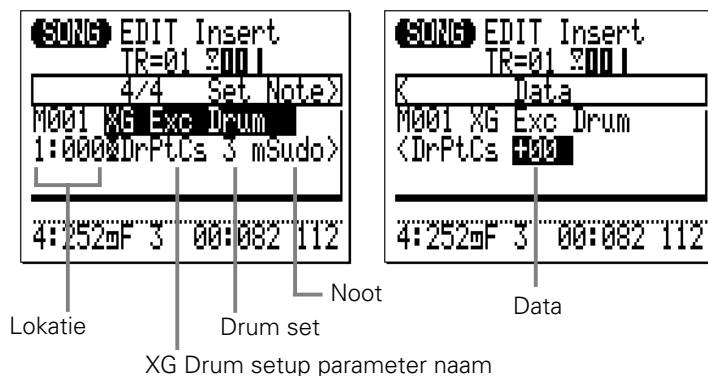 SONG EDIT Insert
TR=01
4/4 Set Note>
M001 XG Exc Drum
1:000 DrPtCs 3 mSudo>
4:252 F 3 00:082 112
Lokatie
Drum set
Noot
XG Drum setup parameter naam
SONG EDIT Insert
TR=01
< Data
M001 XG Exc Drum
<DrPtCs +00
4:252 F 3 00:082 112
Data